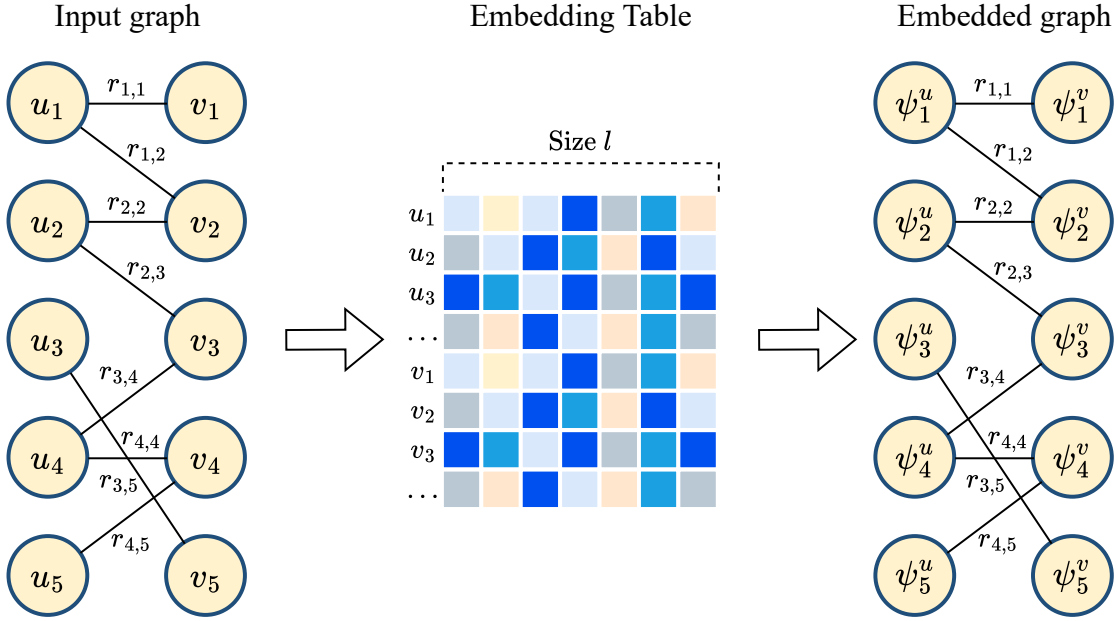 Input graph
Embedding Table
Embedded graph
u₁
r₁,₁
v₁
r₁,₂
u₂
r₂,₂
v₂
r₂,₃
u₃
v₃
r₃,₄
r₄,₄
u₄
v₄
r₃,₅
r₄,₅
u₅
v₅
Size l
u₁
u₂
u₃
...
v₁
v₂
v₃
...
ψ₁ᵘ
r₁,₁
ψ₁ᵛ
r₁,₂
ψ₂ᵘ
r₂,₂
ψ₂ᵛ
r₂,₃
ψ₃ᵘ
ψ₃ᵛ
r₃,₄
r₄,₄
ψ₄ᵘ
ψ₄ᵛ
r₃,₅
r₄,₅
ψ₅ᵘ
ψ₅ᵛ